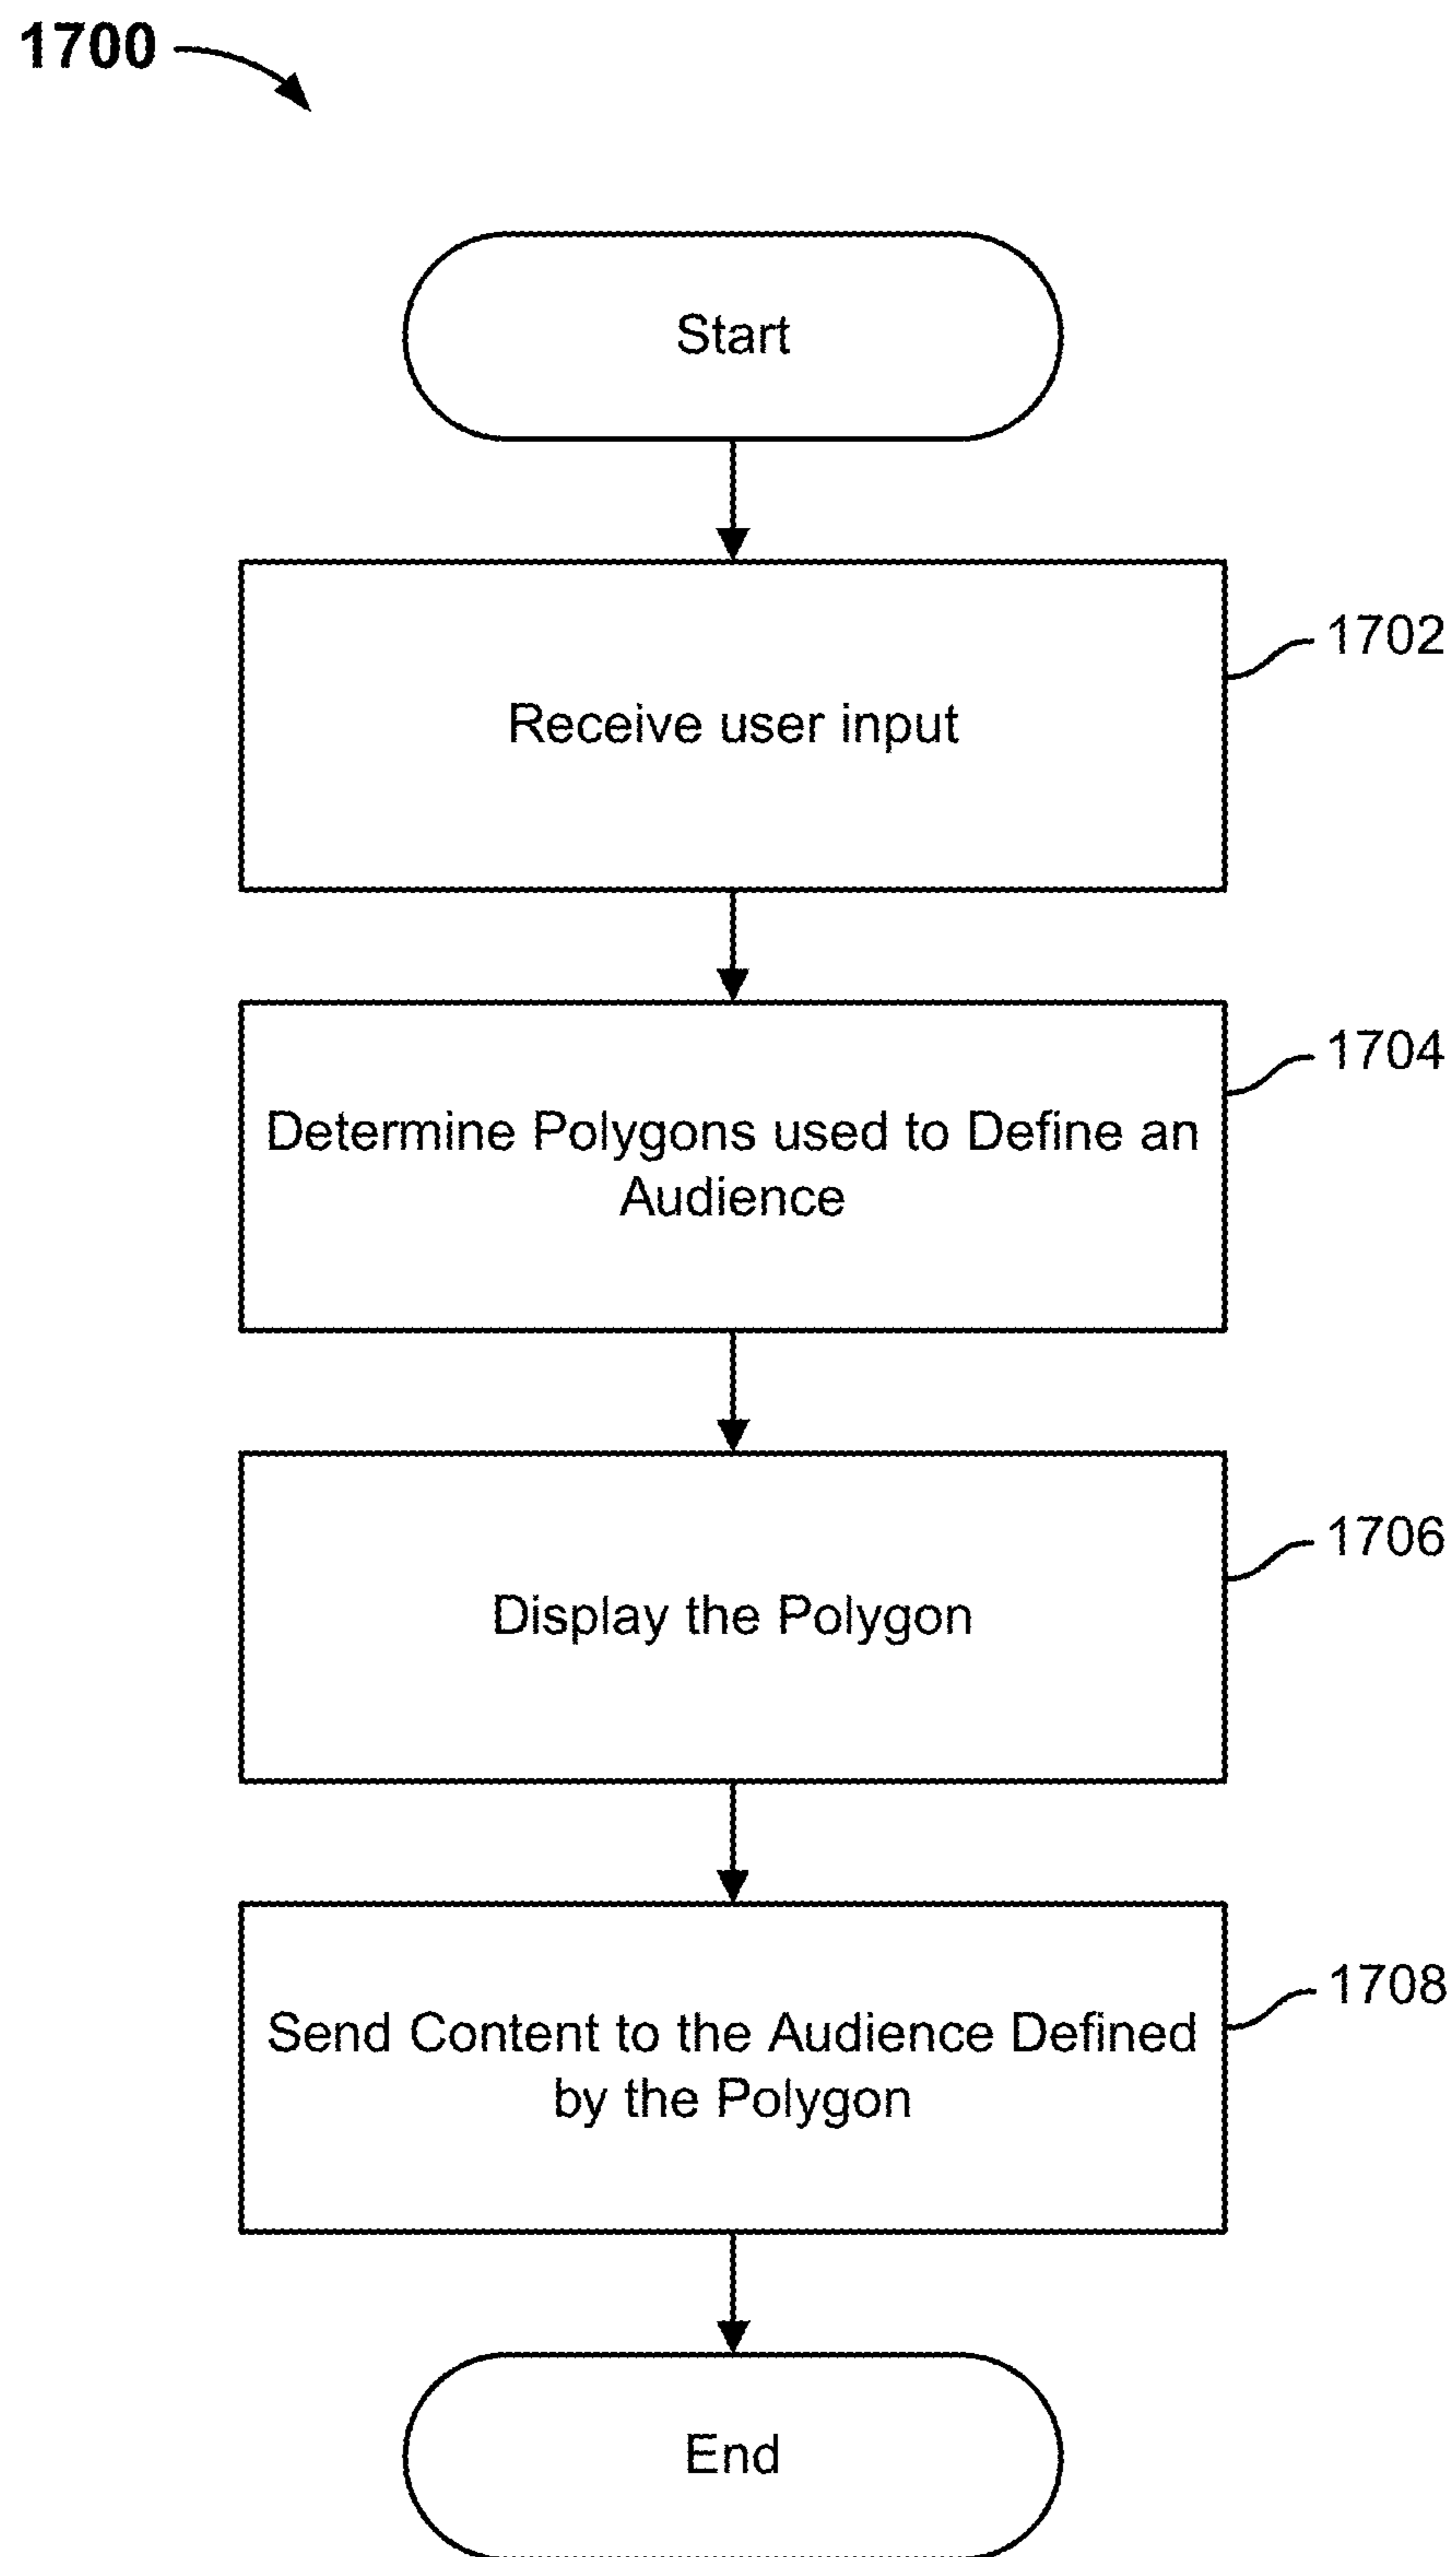 1700
Start
Receive user input
1702
Determine Polygons used to Define an
Audience
1704
Display the Polygon
1706
Send Content to the Audience Defined
by the Polygon
1708
End